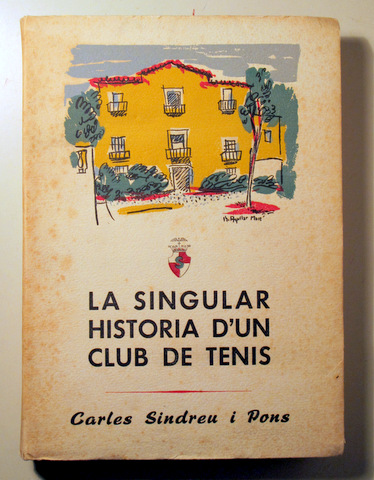 LA SINGULAR
HISTORIA D'UN
CLUB DE TENIS
Carles Sindreu i Pons